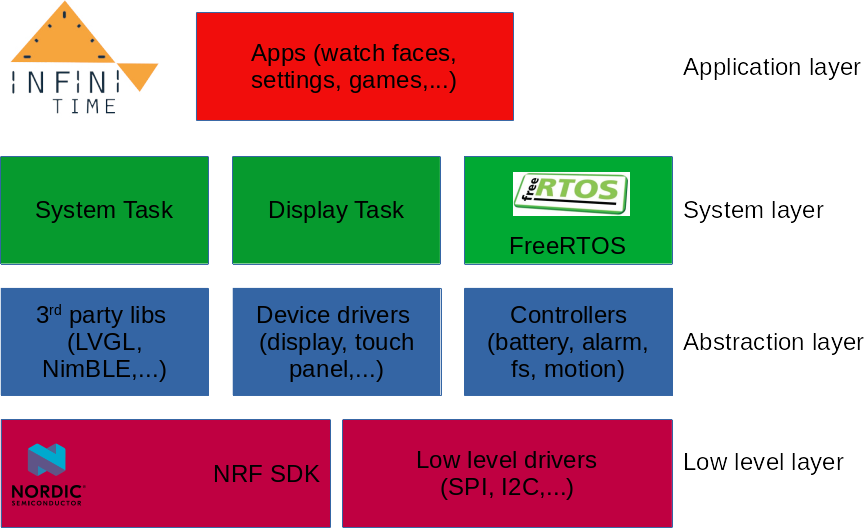 INFINI
TIME
Apps (watch faces,
settings, games,...)
Application layer
System Task
Display Task
free RTOS
FreeRTOS
System layer
3rd party libs
(LVGL,
NimBLE,...)
Device drivers
(display, touch
panel,...)
Controllers
(battery, alarm,
fs, motion)
Abstraction layer
NORDIC
SEMICONDUCTOR
NRF SDK
Low level drivers
(SPI, I2C,...)
Low level layer